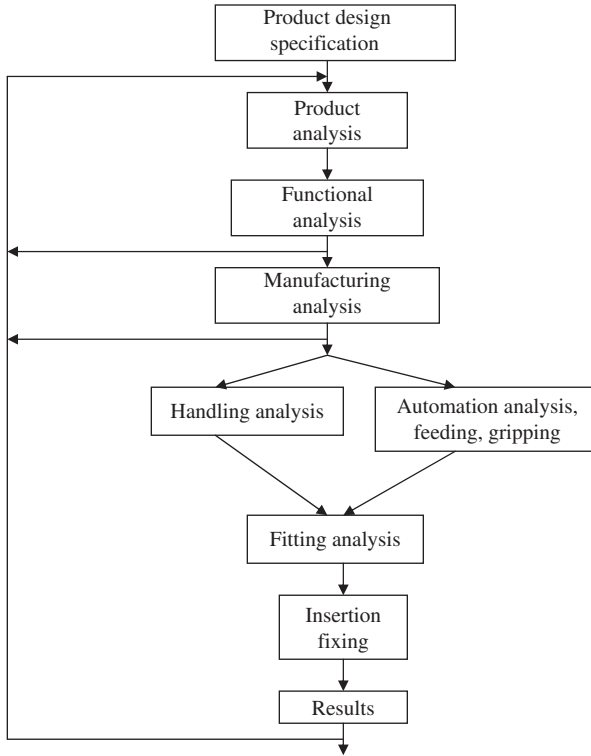 Product design
specification
Product
analysis
Functional
analysis
Manufacturing
analysis
Handling analysis
Automation analysis,
feeding, gripping
Fitting analysis
Insertion
fixing
Results